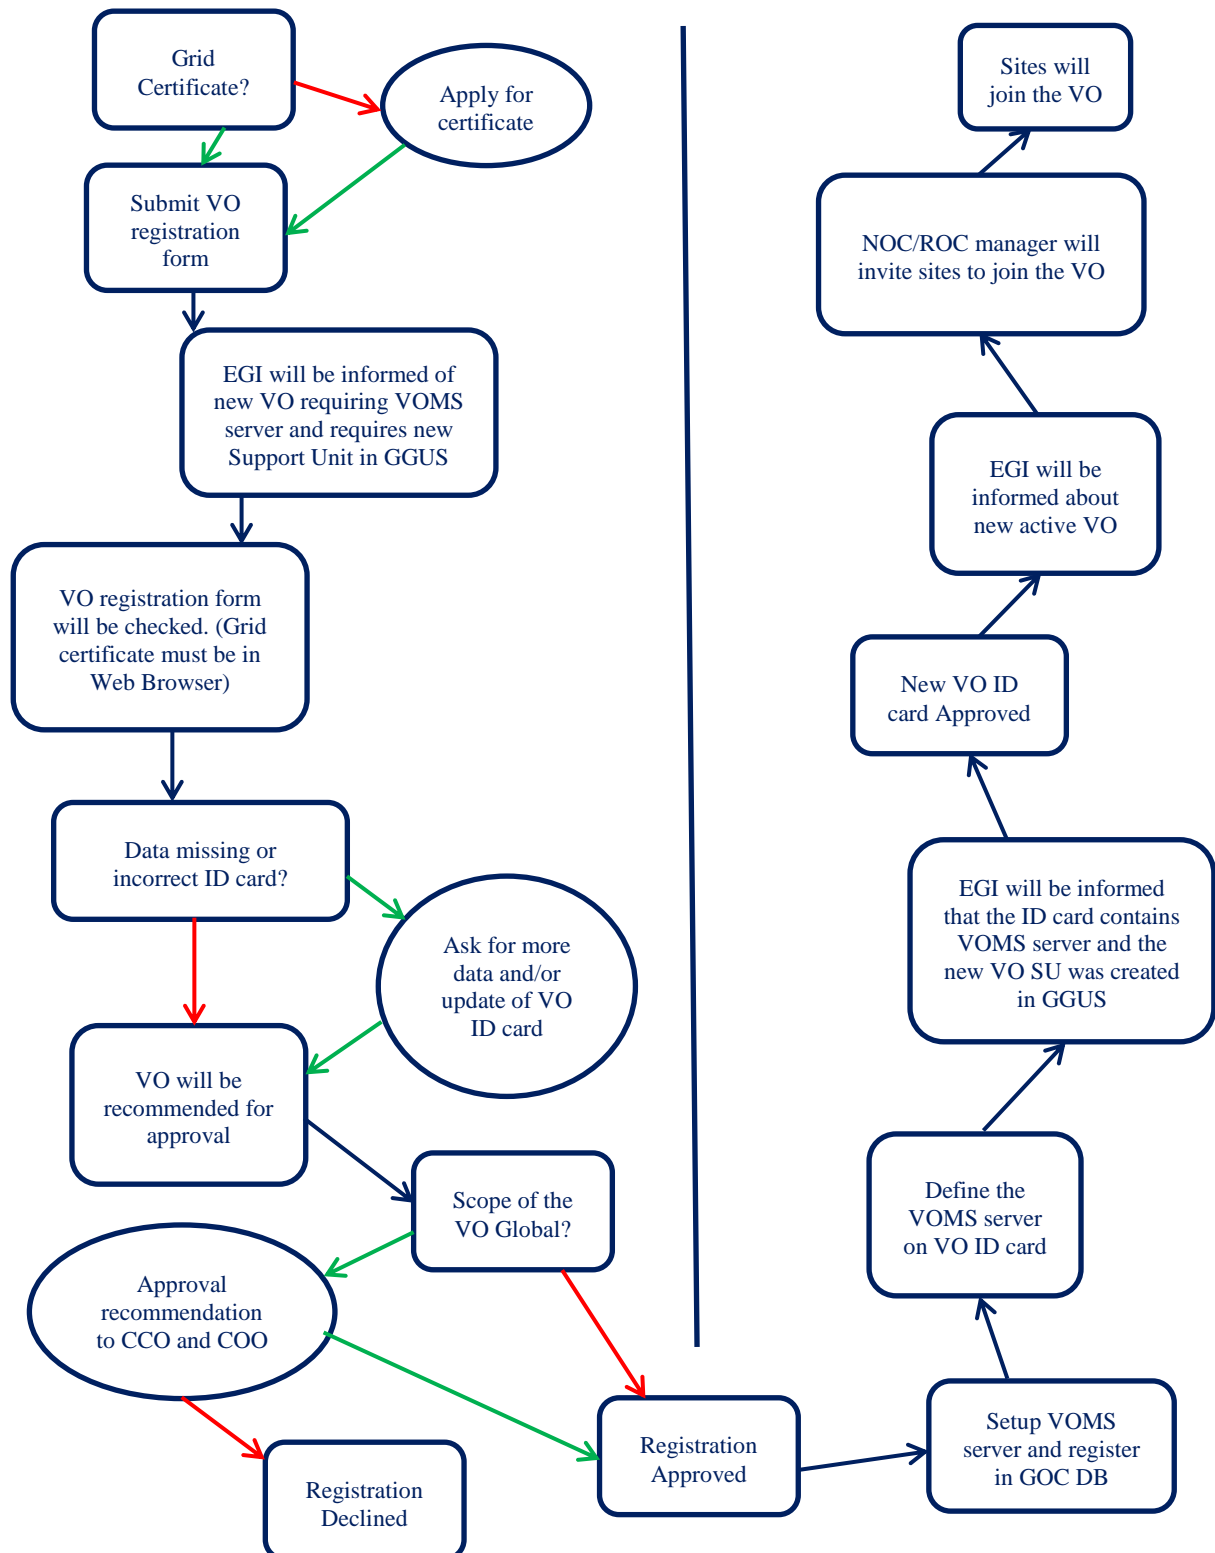 Grid
Certificate?
Apply for
certificate
Submit VO
registration
form
EGI will be informed of
new VO requiring VOMS
server and requires new
Support Unit in GGUS
VO registration form
will be checked. (Grid
certificate must be in
Web Browser)
Data missing or
incorrect ID card?
Ask for more
data and/or
update of VO
ID card
VO will be
recommended for
approval
Scope of the
VO Global?
Approval
recommendation
to CCO and COO
Registration
Declined
Registration
Approved
Setup VOMS
server and register
in GOC DB
Define the
VOMS server
on VO ID card
EGI will be informed
that the ID card contains
VOMS server and the
new VO SU was created
in GGUS
New VO ID
card Approved
EGI will be
informed about
new active VO
NOC/ROC manager will
invite sites to join the VO
Sites will
join the VO